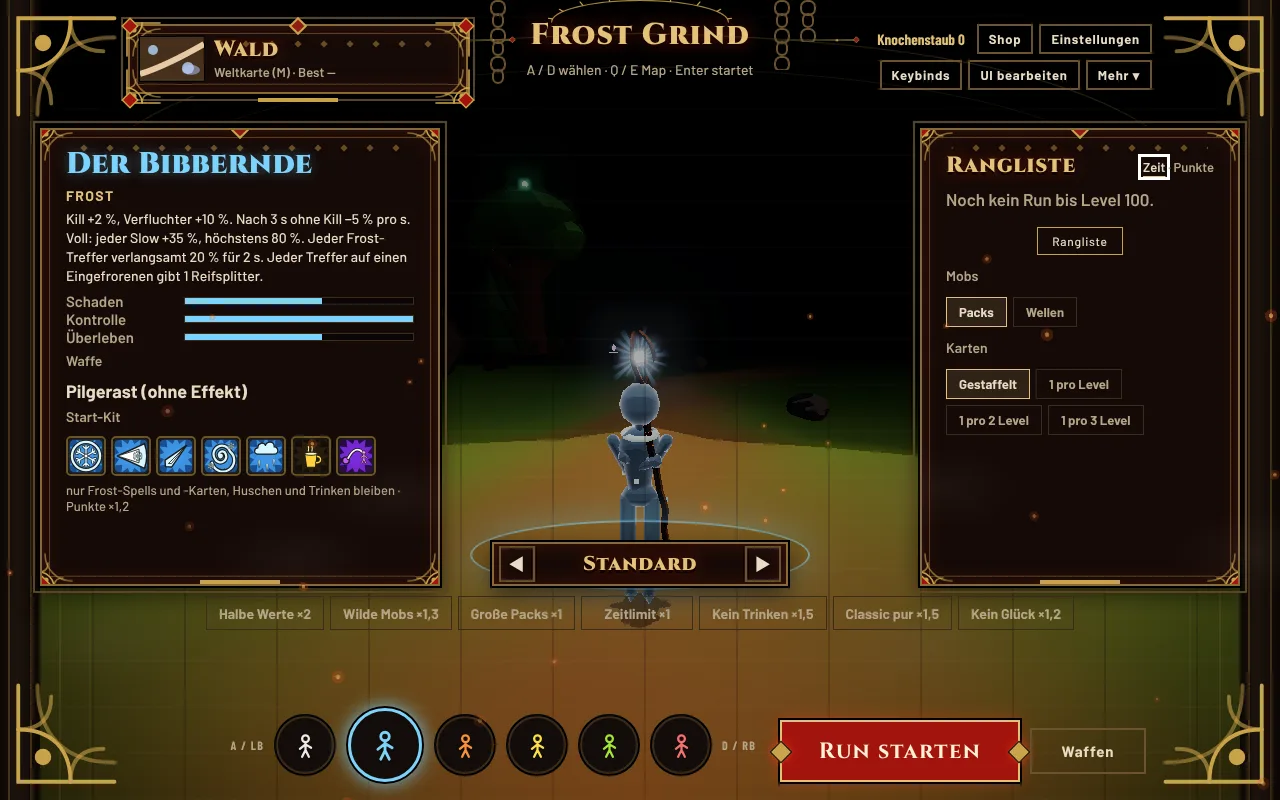 Wald
Weltkarte (M) · Best –
Frost Grind
A / D wählen · Q / E Map · Enter startet
Knochenstaub 0
Shop
Einstellungen
Keybinds
UI bearbeiten
Mehr ▾
Der Bibbernde
FROST
Kill +2 %, Verfluchter +10 %. Nach 3 s ohne Kill −5 % pro s.
Voll: jeder Slow +35 %, höchstens 80 %. Jeder Frost-
Treffer verlangsamt 20 % für 2 s. Jeder Treffer auf einen
Eingefrorenen gibt 1 Reifsplitter.
Schaden
Kontrolle
Überleben
Waffe
Pilgerast (ohne Effekt)
Start-Kit
nur Frost-Spells und -Karten, Huschen und Trinken bleiben ·
Punkte ×1,2
Rangliste
Zeit Punkte
Noch kein Run bis Level 100.
Rangliste
Mobs
Packs
Wellen
Karten
Gestaffelt
1 pro Level
1 pro 2 Level
1 pro 3 Level
◀ Standard ▶
Halbe Werte ×2
Wilde Mobs ×1,3
Große Packs ×1
Zeitlimit ×1
Kein Trinken ×1,5
Classic pur ×1,5
Kein Glück ×1,2
A / LB
D / RB
Run starten
Waffen